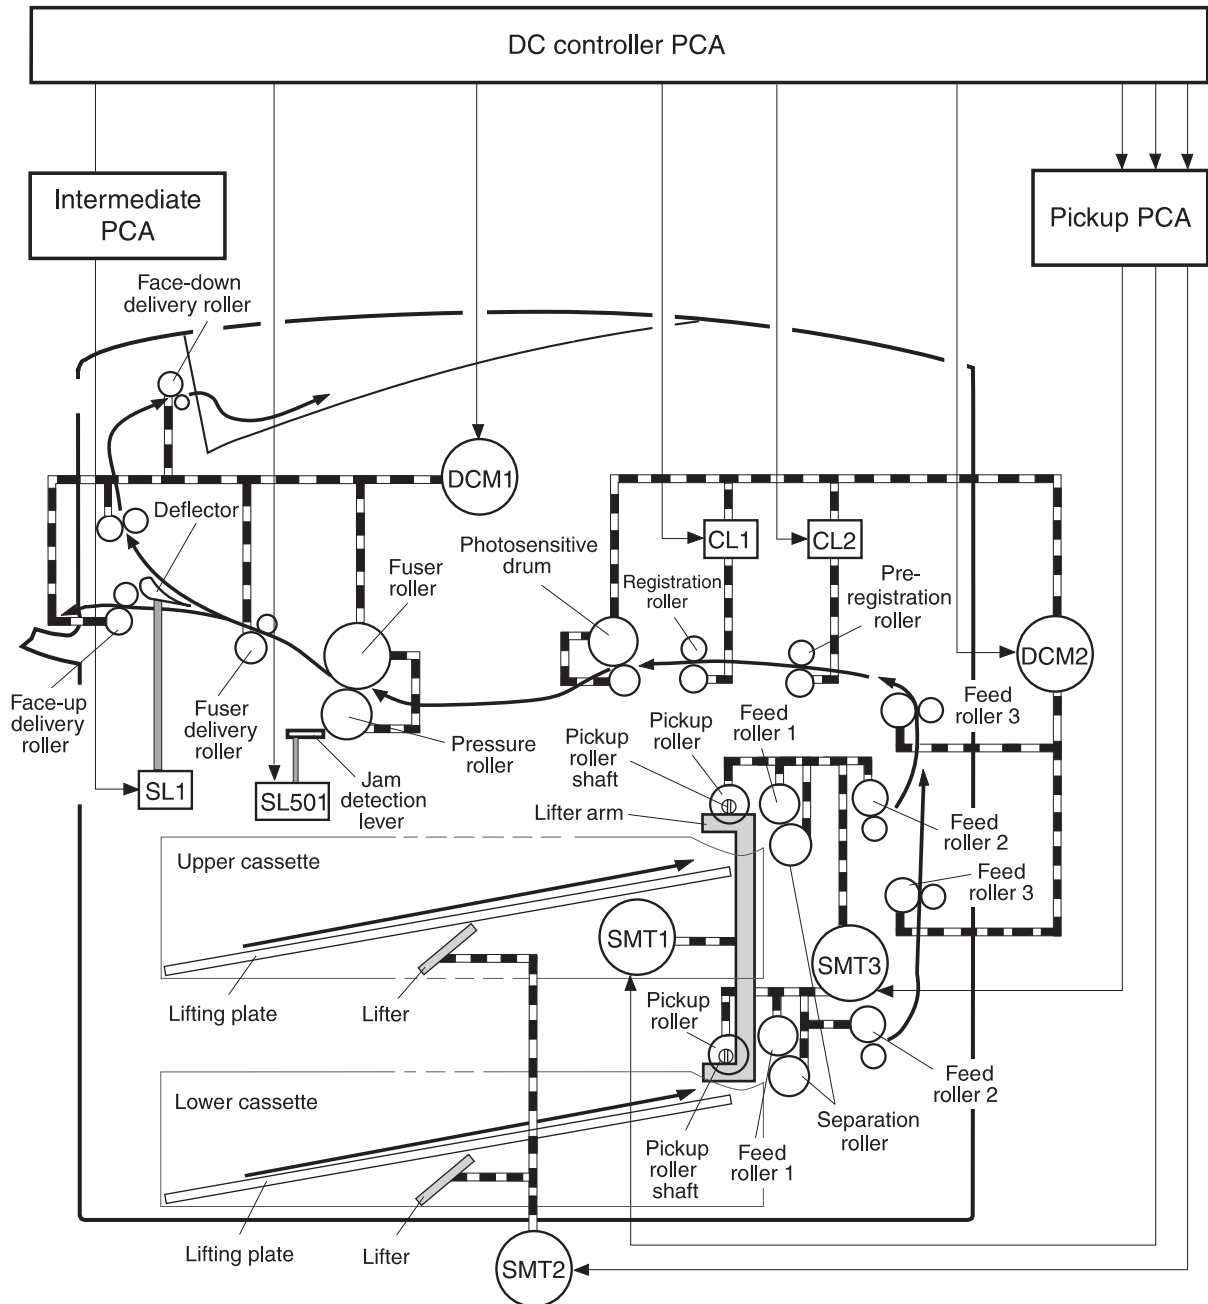 DC controller PCA
Intermediate
PCA
Pickup PCA
Face-down
delivery roller
DCM1
Deflector
Photosensitive
drum
CL1
CL2
Fuser
roller
Registration
roller
Pre-
registration
roller
DCM2
Face-up
delivery
roller
Fuser
delivery
roller
Pressure
roller
Pickup
roller
Feed
roller 1
Feed
roller 3
Pickup
roller
shaft
SL1
SL501
Jam
detection
lever
Lifter arm
Feed
roller 2
Upper cassette
Feed
roller 3
SMT1
SMT3
Lifting plate
Lifter
Pickup
roller
Lower cassette
Feed
roller 2
Separation
roller
Pickup
roller
shaft
Feed
roller 1
Lifting plate
Lifter
SMT2